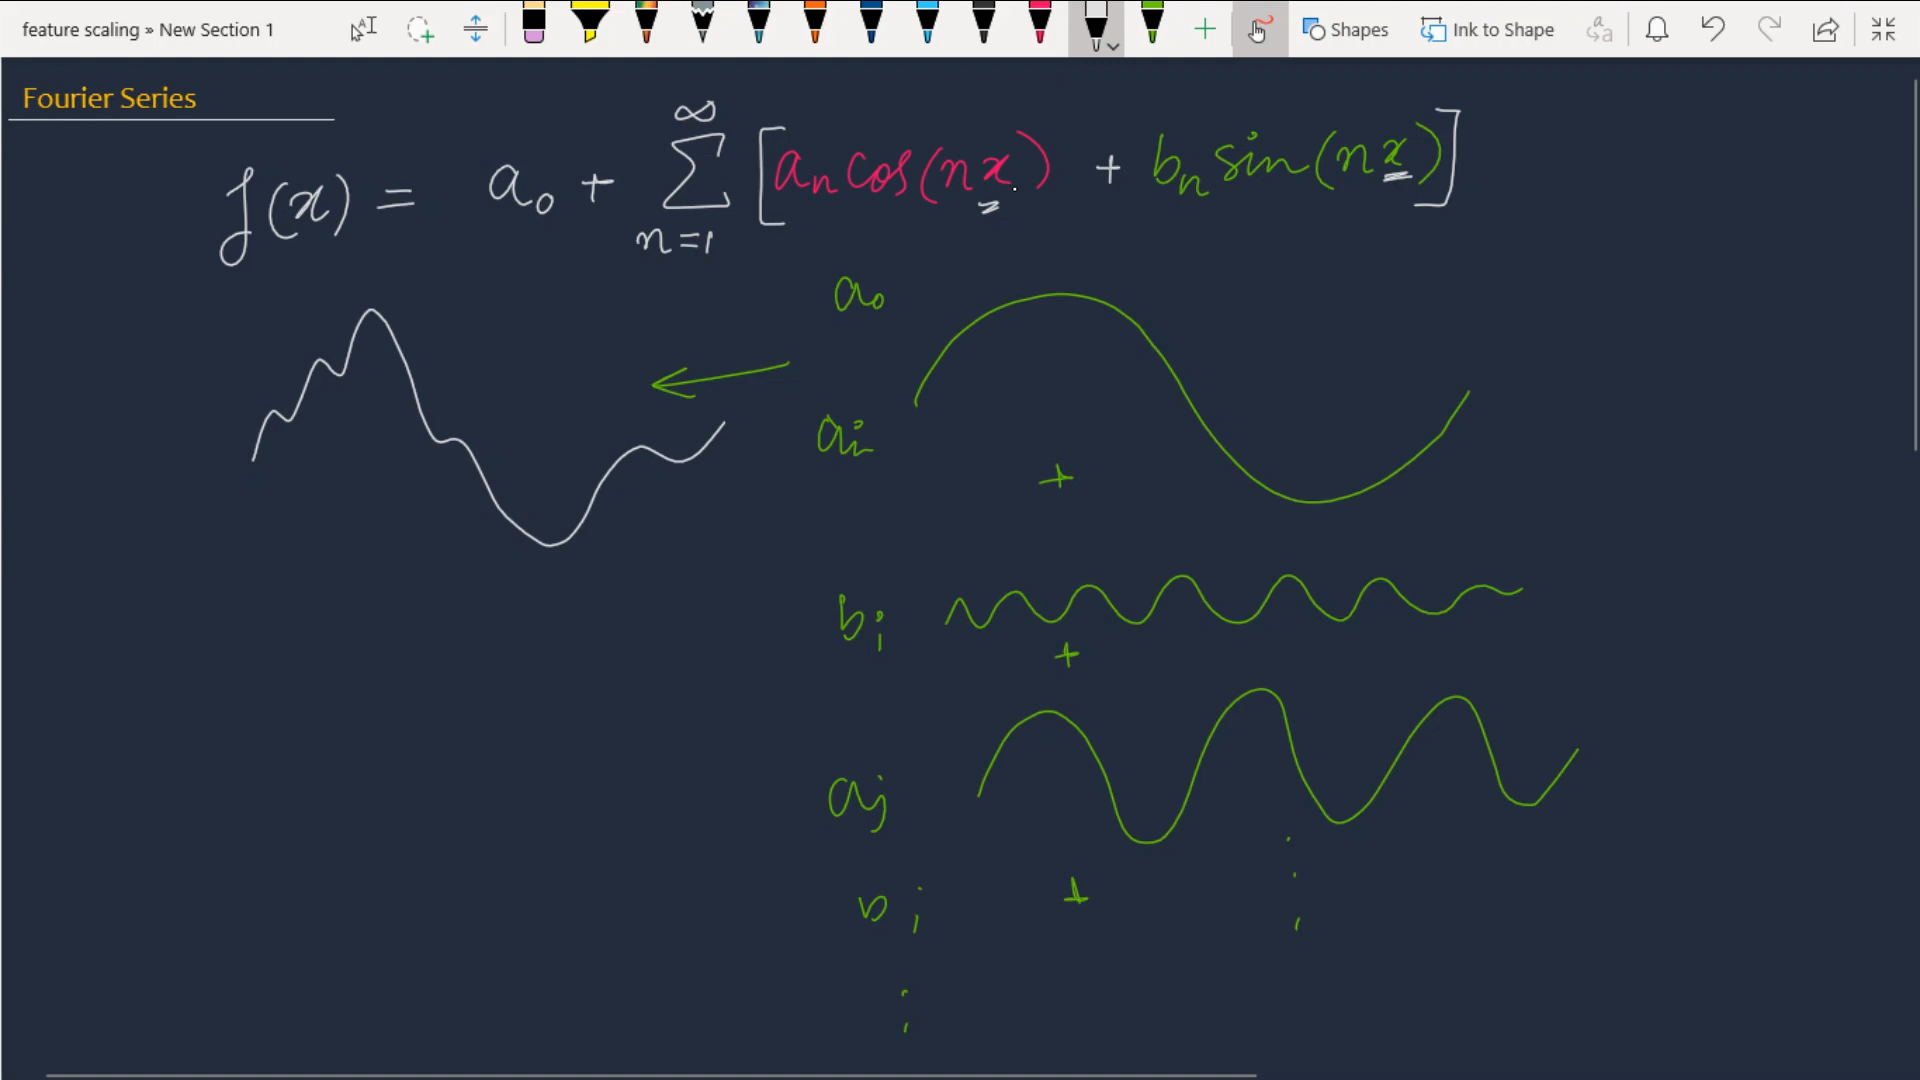 feature scaling » New Section 1
Shapes
Ink to Shape
Fourier Series
f(x) = a₀ + ∑ₙ₌₁^∞ [aₙ cos(nx) + bₙ sin(nx)]
a₀
aᵢ
+
bᵢ
+
aⱼ
bⱼ +